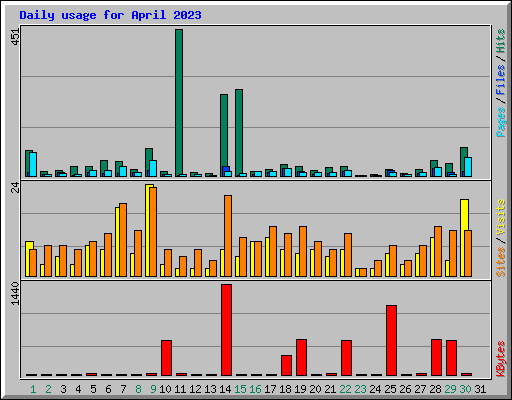 Daily usage for April 2023
451
Pages / Files / Hits
24
Sites / Visits
1440
KBytes
1 2 3 4 5 6 7 8 9 10 11 12 13 14 15 16 17 18 19 20 21 22 23 24 25 26 27 28 29 30 31